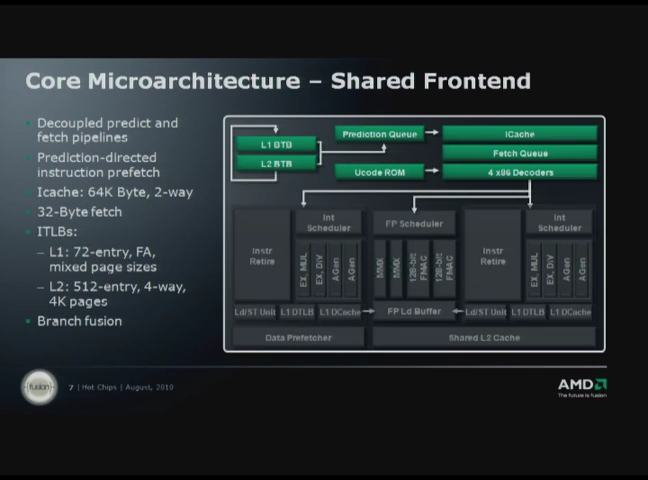 Core Microarchitecture – Shared Frontend
Decoupled predict and
fetch pipelines
Prediction-directed
instruction prefetch
Icache: 64K Byte, 2-way
32-Byte fetch
ITLBs:
– L1: 72-entry, FA,
mixed page sizes
– L2: 512-entry, 4-way,
4K pages
Branch fusion
L1 BTB
L2 BTB
Prediction Queue
ICache
Fetch Queue
Ucode ROM
4 x86 Decoders
Instr
Retire
Int
Scheduler
FP Scheduler
Instr
Retire
Int
Scheduler
EX, MUL
EX, DIV
AGen
AGen
MMX
MMX
128-bit
FMAC
128-bit
FMAC
EX, MUL
EX, DIV
AGen
AGen
Ld/ST Unit
L1 DTLB
L1 DCache
FP Ld Buffer
Ld/ST Unit
L1 DTLB
L1 DCache
Data Prefetcher
Shared L2 Cache
fusion
7 | Hot Chips | August, 2010
AMD
The future is fusion